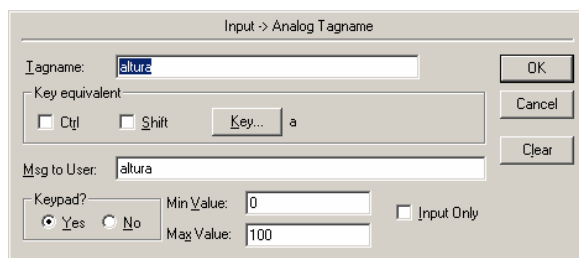 Input -> Analog Tagname
Tagname: altura
OK
Key equivalent
Ctrl Shift Key... a
Cancel
Clear
Msg to User: altura
Keypad?
Yes No
Min Value: 0
Max Value: 100
Input Only